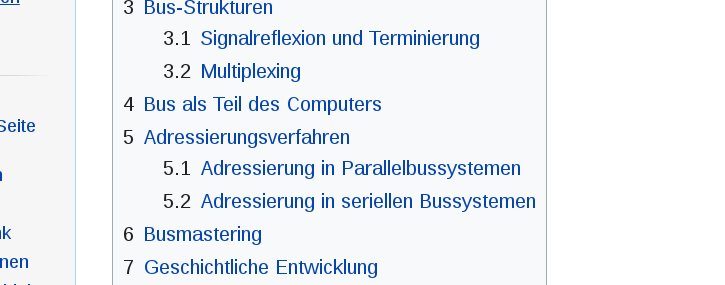 3 Bus-Strukturen
3.1 Signalreflexion und Terminierung
3.2 Multiplexing
4 Bus als Teil des Computers
5 Adressierungsverfahren
Seite
5.1 Adressierung in Parallelbussystemen
5.2 Adressierung in seriellen Bussystemen
6 Busmastering
7 Geschichtliche Entwicklung